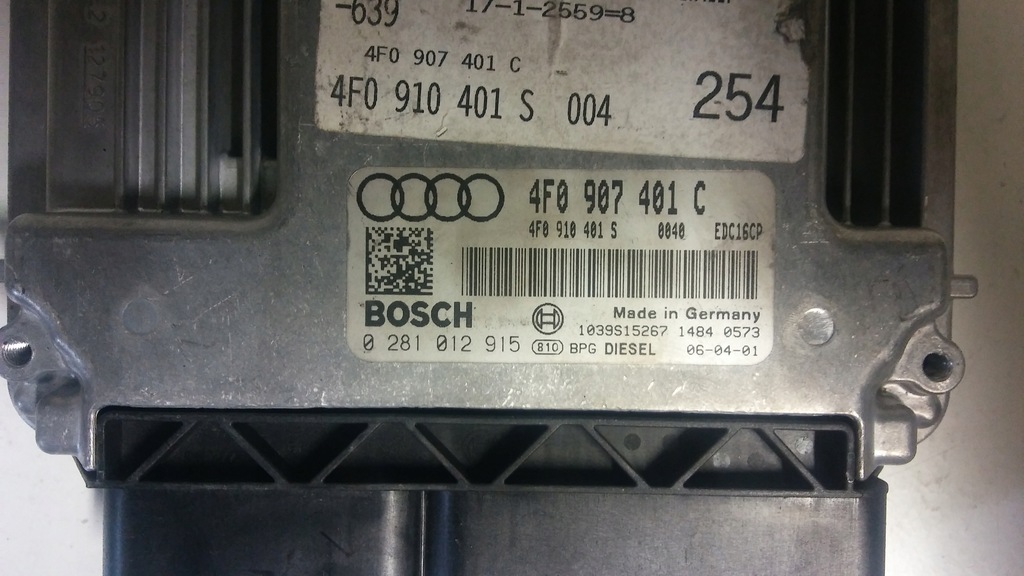 -639 17-1-2559=8
4F0 907 401 C
4F0 910 401 S 004 254
4F0 907 401 C
4F0 910 401 S 0040 EDC16CP
BOSCH
Made in Germany
1039S15267 1484 0573
0 281 012 915 810 BPG DIESEL 06-04-01